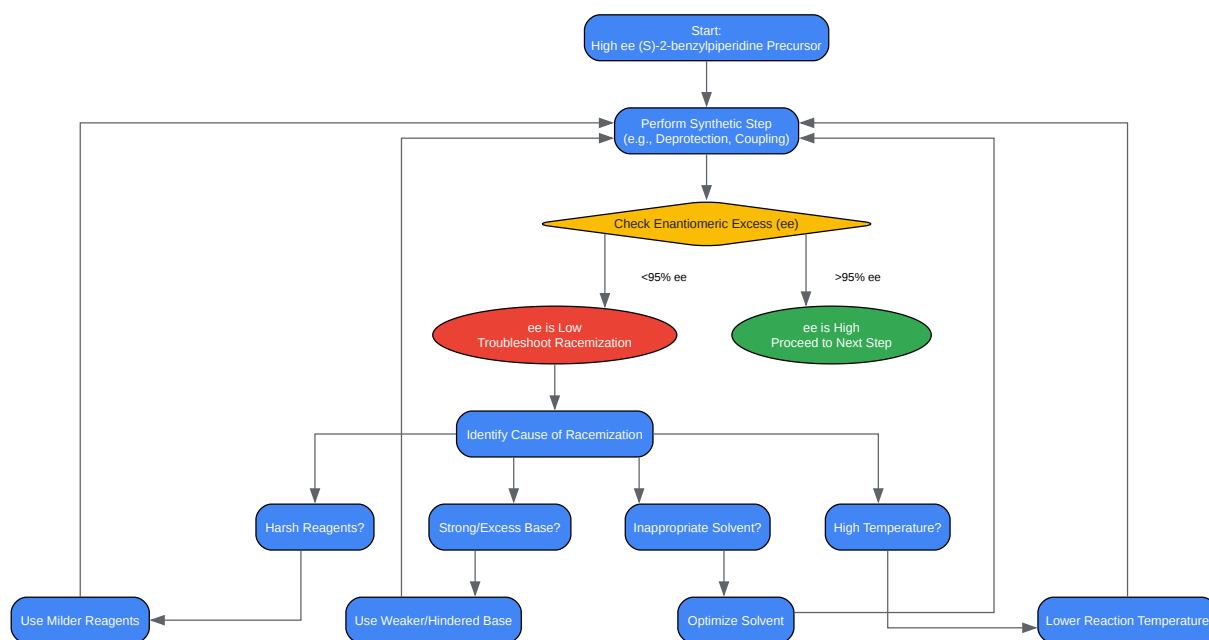 Start:
High ee (S)-2-benzylpiperidine Precursor
Perform Synthetic Step
(e.g., Deprotection, Coupling)
Check Enantiomeric Excess (ee)
<95% ee
>95% ee
ee is Low
Troubleshoot Racemization
ee is High
Proceed to Next Step
Identify Cause of Racemization
Harsh Reagents?
Strong/Excess Base?
Inappropriate Solvent?
High Temperature?
Use Milder Reagents
Use Weaker/Hindered Base
Optimize Solvent
Lower Reaction Temperature